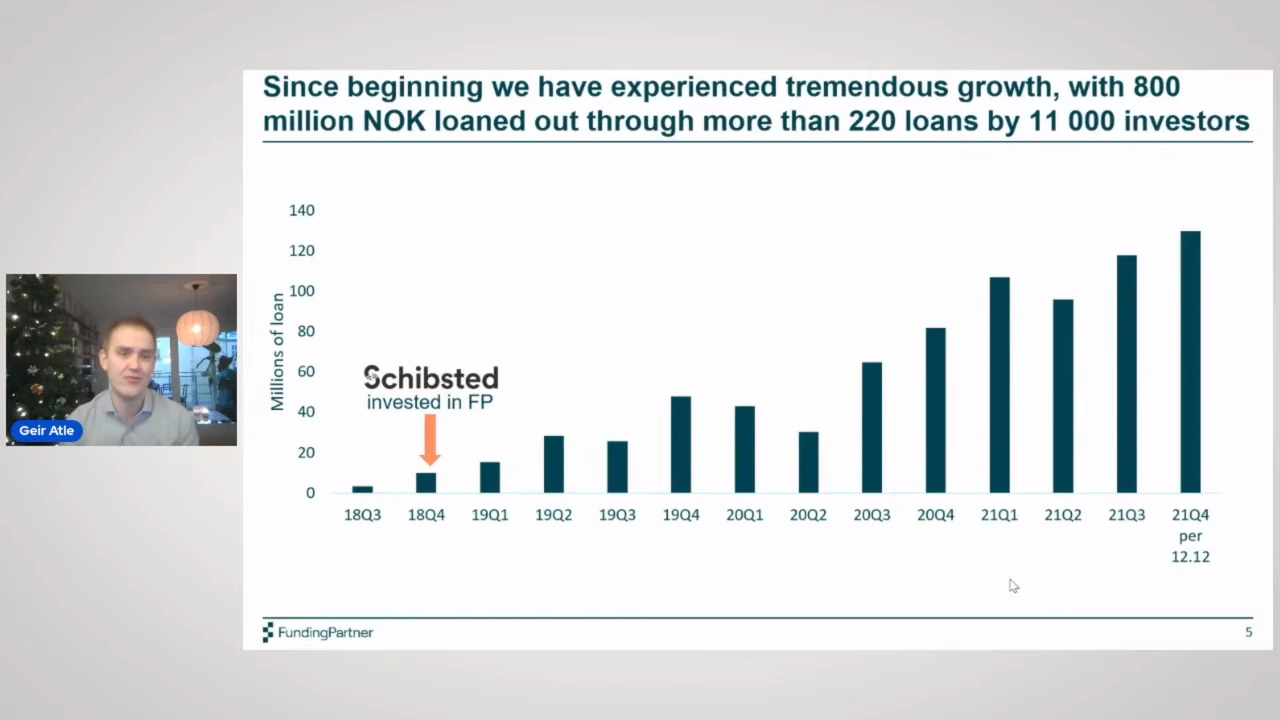 Since beginning we have experienced tremendous growth, with 800
million NOK loaned out through more than 220 loans by 11 000 investors
Millions of loan
140
120
100
80
60
40
20
0
Schibsted
invested in FP
18Q3 18Q4 19Q1 19Q2 19Q3 19Q4 20Q1 20Q2 20Q3 20Q4 21Q1 21Q2 21Q3 21Q4
per
12.12
Geir Atle
FundingPartner
5